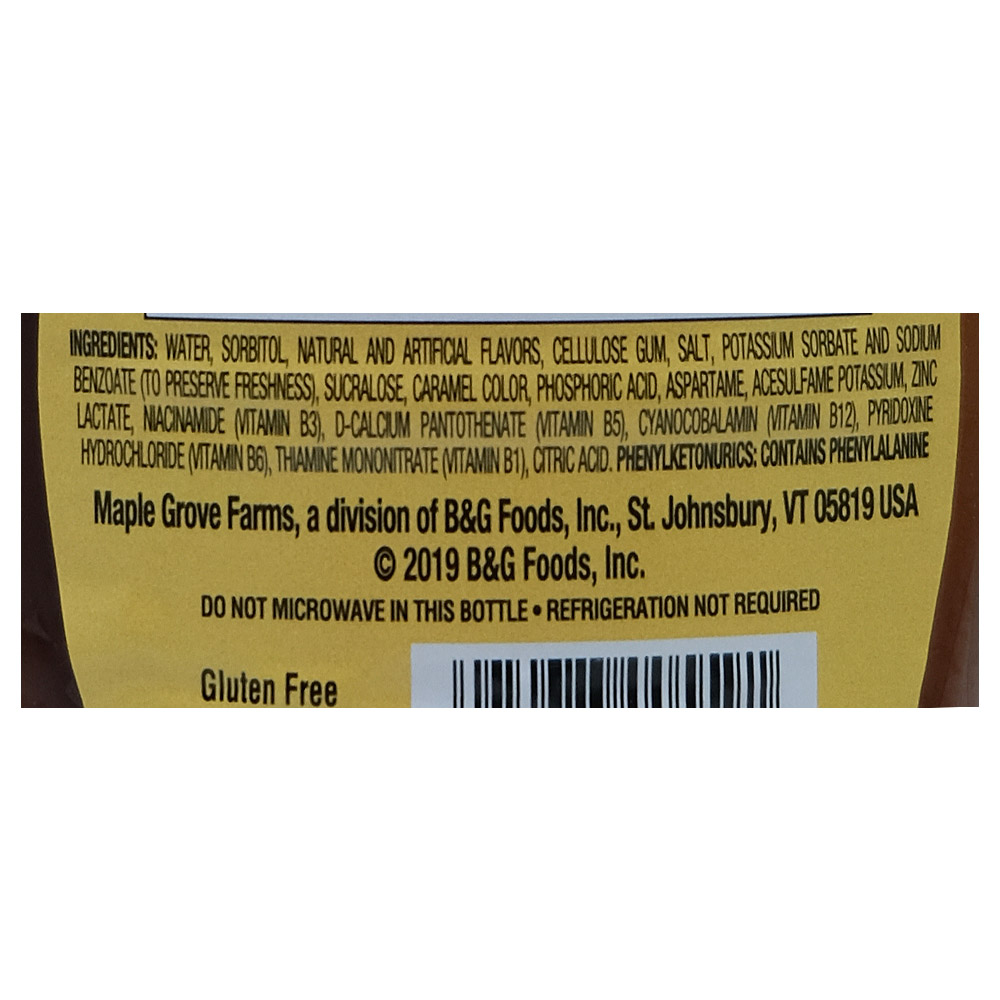 INGREDIENTS: WATER, SORBITOL, NATURAL AND ARTIFICIAL FLAVORS, CELLULOSE GUM, SALT, POTASSIUM SORBATE AND SODIUM
BENZOATE (TO PRESERVE FRESHNESS), SUCRALOSE, CARAMEL COLOR, PHOSPHORIC ACID, ASPARTAME, ACESULFAME POTASSIUM, ZINC
LACTATE, NIACINAMIDE (VITAMIN B3), D-CALCIUM PANTOTHENATE (VITAMIN B5), CYANOCOBALAMIN (VITAMIN B12), PYRIDOXINE
HYDROCHLORIDE (VITAMIN B6), THIAMINE MONONITRATE (VITAMIN B1), CITRIC ACID. PHENYLKETONURICS: CONTAINS PHENYLALANINE
Maple Grove Farms, a division of B&G Foods, Inc., St. Johnsbury, VT 05819 USA
© 2019 B&G Foods, Inc.
DO NOT MICROWAVE IN THIS BOTTLE • REFRIGERATION NOT REQUIRED
Gluten Free